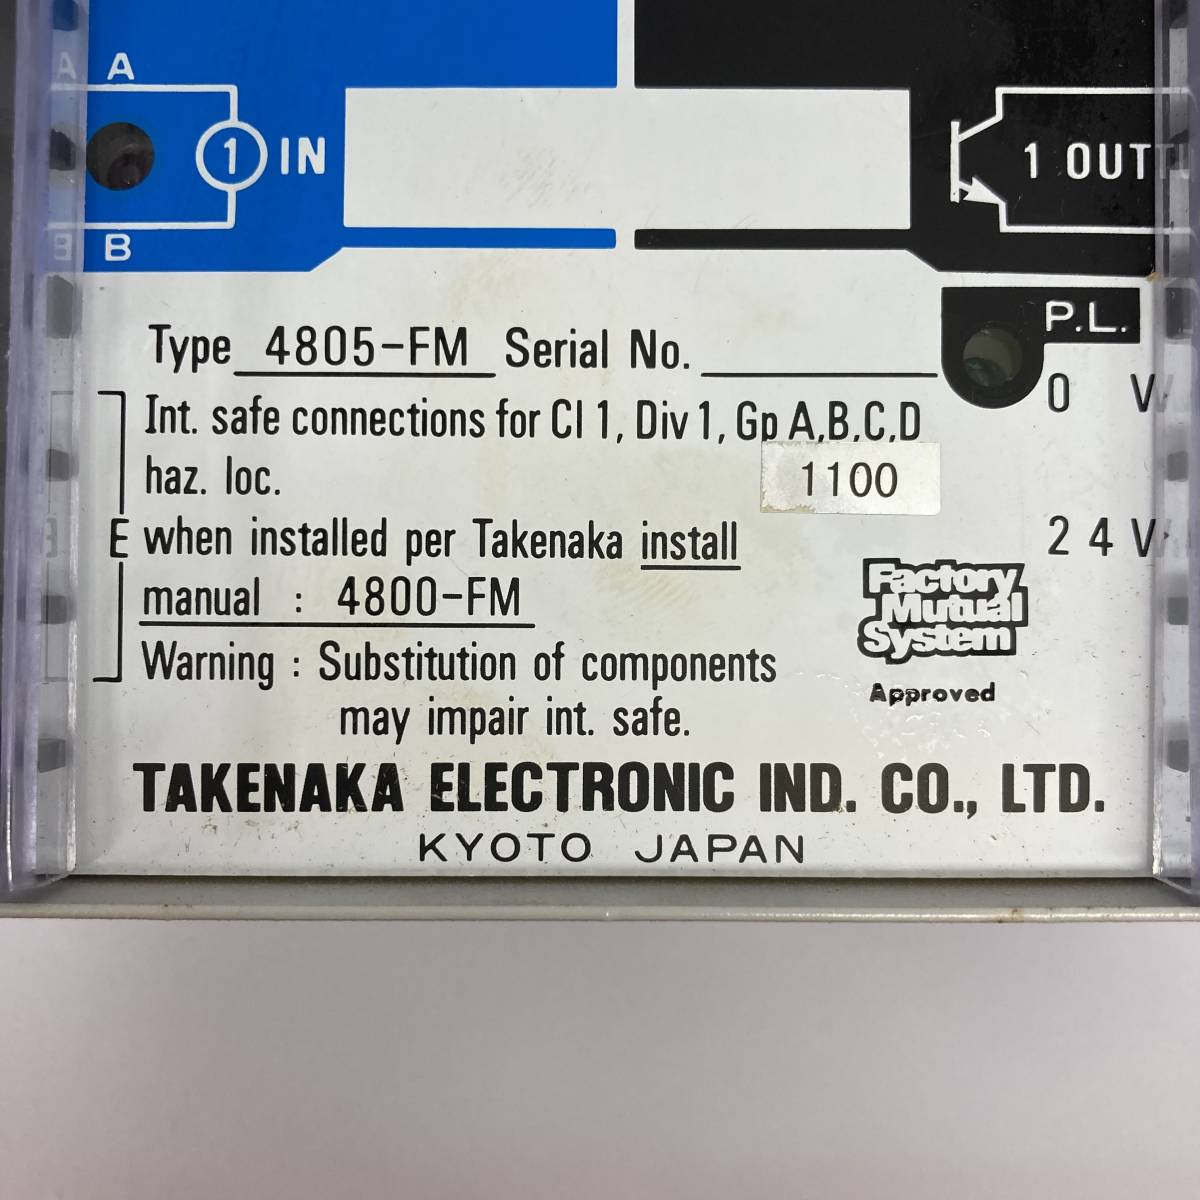 A A
1 IN
1 OUT
B B
P.L.
Type 4805-FM Serial No.
0 V
Int. safe connections for Cl 1, Div 1, Gp A,B,C,D
haz. loc.
1100
E when installed per Takenaka install
24V
manual : 4800-FM
Factory
Mutual
System
Approved
Warning : Substitution of components
may impair int. safe.
TAKENAKA ELECTRONIC IND. CO., LTD.
KYOTO JAPAN